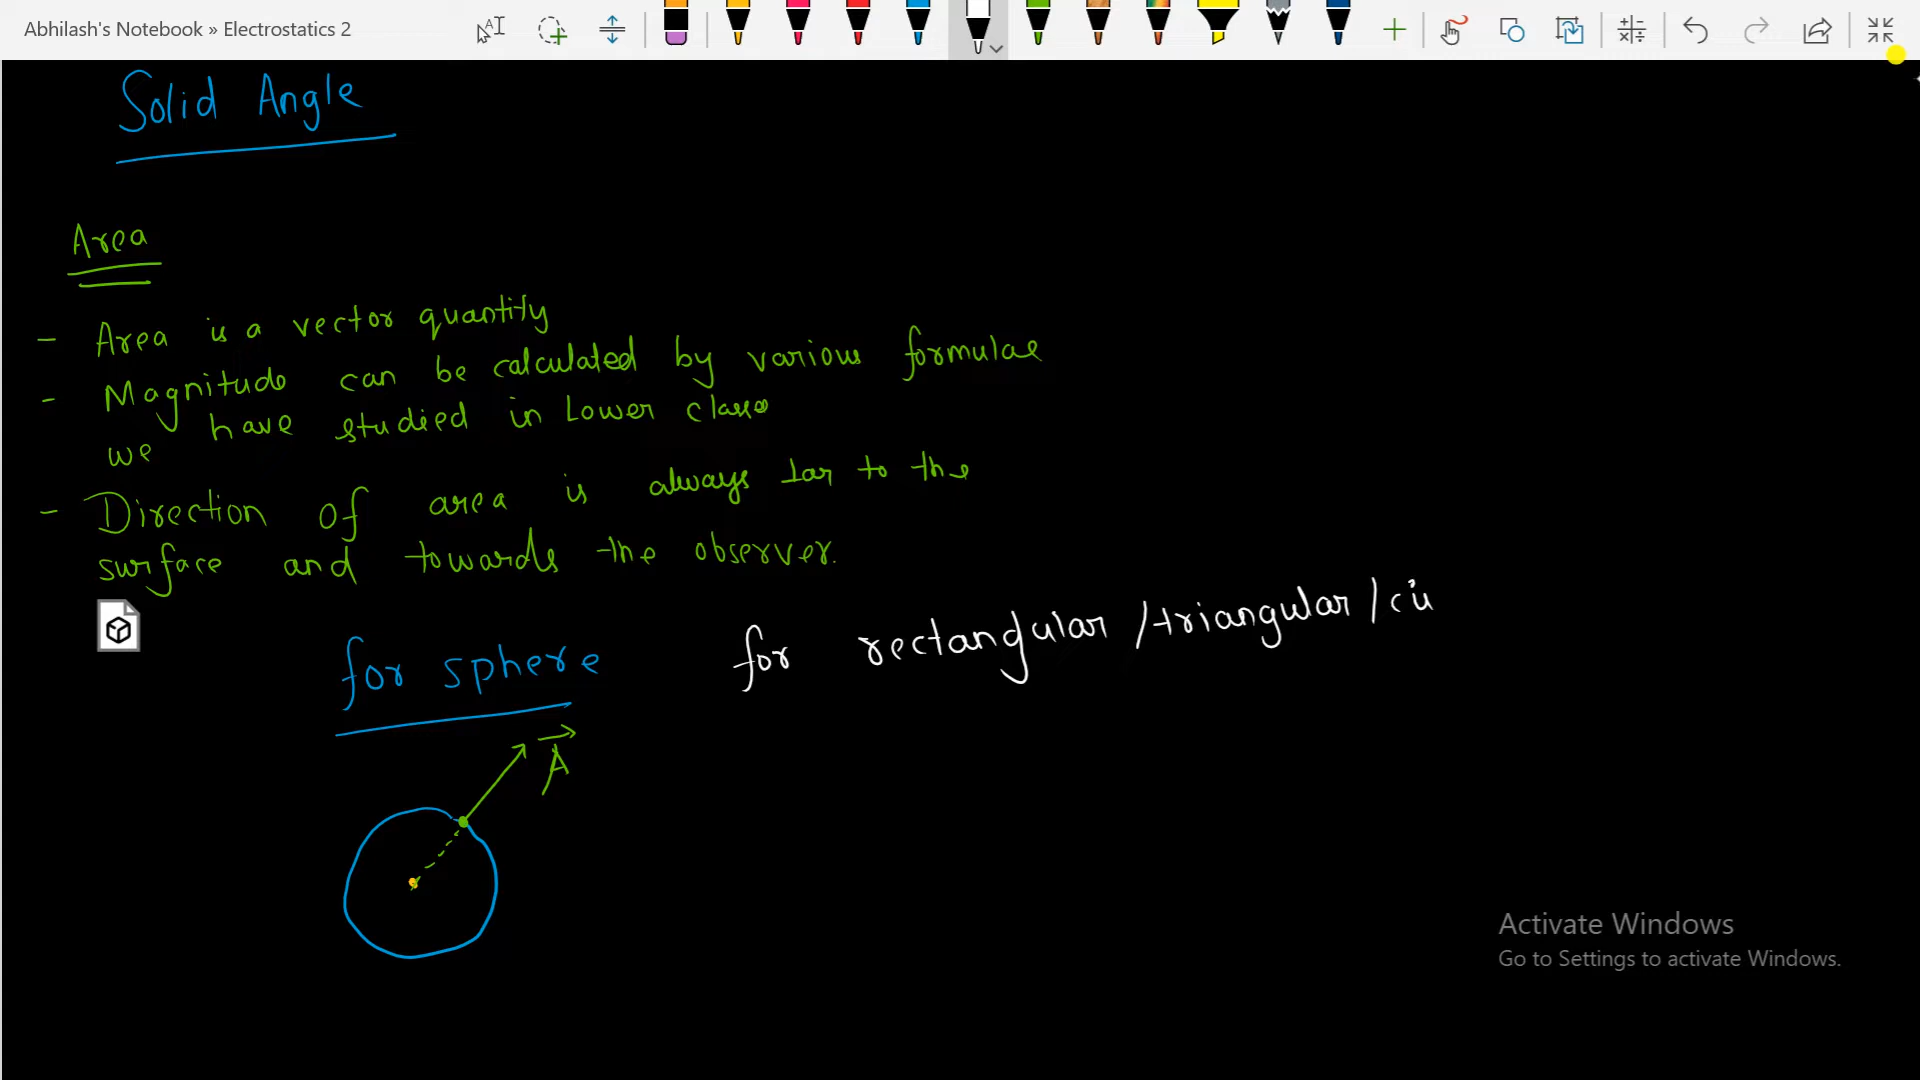 Abhilash's Notebook » Electrostatics 2
Solid Angle
Area
- Area is a vector quantity
- Magnitude can be calculated by various formulae
we have studied in Lower classe
- Direction of area is always ⊥ar to the
surface and towards the observer.
for sphere
for rectangular /triangular /ci
A
Activate Windows
Go to Settings to activate Windows.